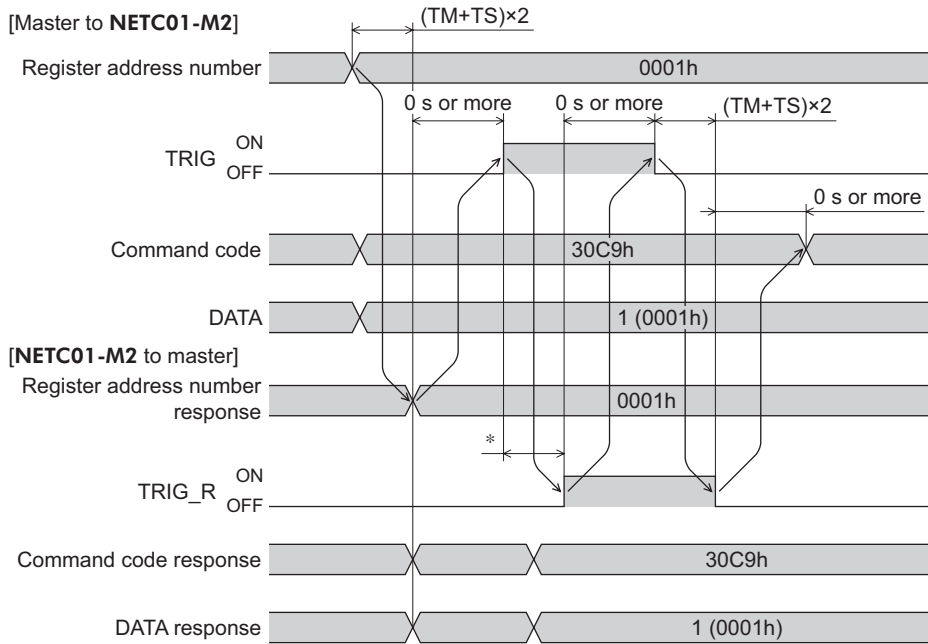 [Master to NETC01-M2]
(TM+TS)×2
Register address number
0001h
0 s or more
0 s or more
(TM+TS)×2
TRIG
ON
OFF
0 s or more
Command code
30C9h
DATA
1 (0001h)
[NETC01-M2 to master]
Register address number
response
0001h
*
TRIG_R
ON
OFF
Command code response
30C9h
DATA response
1 (0001h)